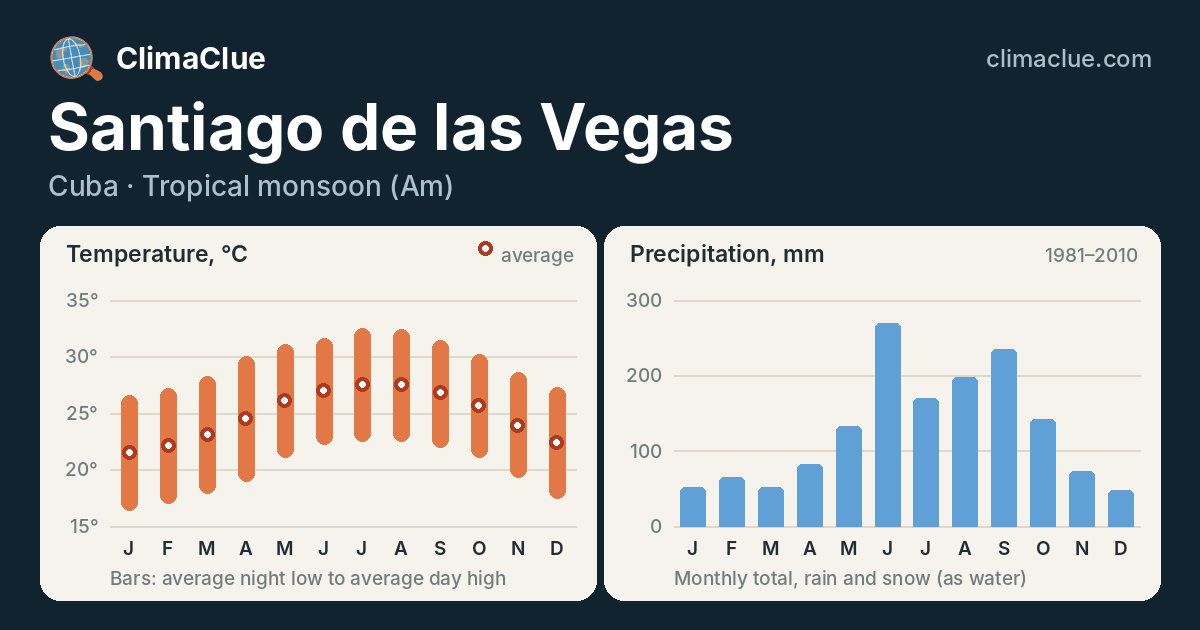 ClimaClue
climaclue.com
Santiago de las Vegas
Cuba · Tropical monsoon (Am)
Temperature, °C
average
35°
30°
25°
20°
15°
J F M A M J J A S O N D
Bars: average night low to average day high
Precipitation, mm
1981–2010
300
200
100
0
J F M A M J J A S O N D
Monthly total, rain and snow (as water)